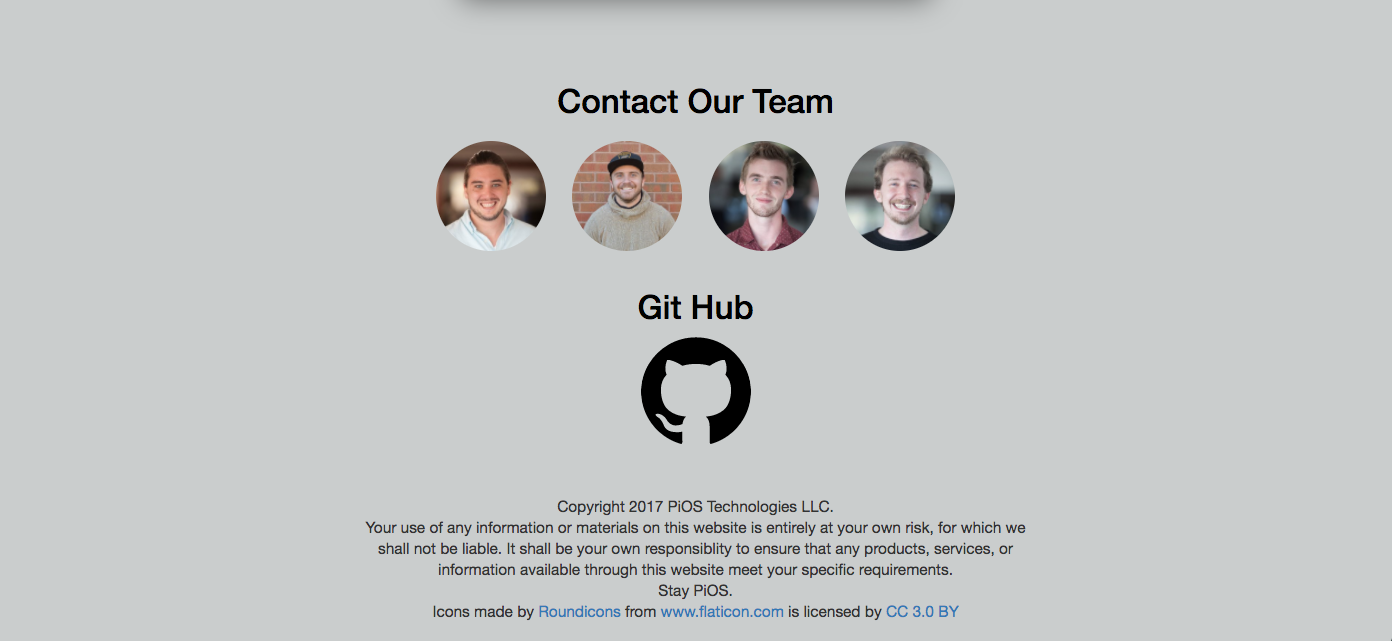 Contact Our Team
Git Hub
Copyright 2017 PiOS Technologies LLC.
Your use of any information or materials on this website is entirely at your own risk, for which we
shall not be liable. It shall be your own responsiblity to ensure that any products, services, or
information available through this website meet your specific requirements.
Stay PiOS.
Icons made by Roundicons from www.flaticon.com is licensed by CC 3.0 BY